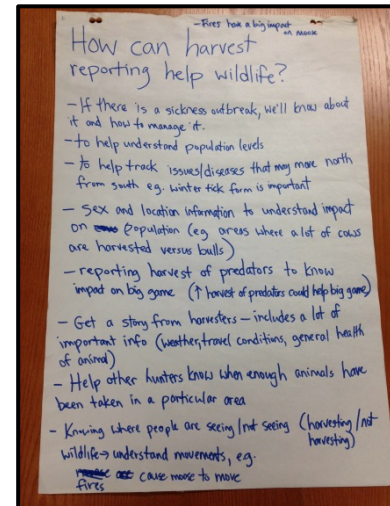 - Fires have a big impact
on moose
How can harvest
reporting help wildlife?
- If there is a sickness outbreak, we'll know about
it and how to manage it.
- to help understand population levels
- to help track issues/diseases that may move north
from south eg. winter tick form is important
- sex and location information to understand impact
on population (eg. areas where a lot of cows
are harvested versus bulls)
- reporting harvest of predators to know
impact on big game (↑ harvest of predators could help big game)
- Get a story from harvesters - includes a lot of
important info (weather, travel conditions, general health
of animal)
- Help other hunters know when enough animals have
been taken in a particular area
- Knowing where people are seeing/not seeing (harvesting/not
harvesting)
wildlife → understand movements, eg.
cause moose to move
fires